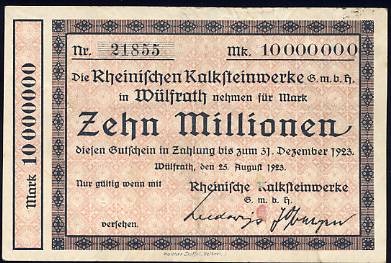 Nr. 21855 Mk. 10000000
Die Rheinischen Kalksteinwerke G.m.b.H.
in Wülfrath nehmen für Mark
Zehn Millionen
diesen Gutschein in Zahlung bis zum 31. Dezember 1923.
Wülfrath, den 25. August 1923.
Nur gültig wenn mit Rheinische Kalksteinwerke
G.m.b.H.
versehen.
Mark 10000000